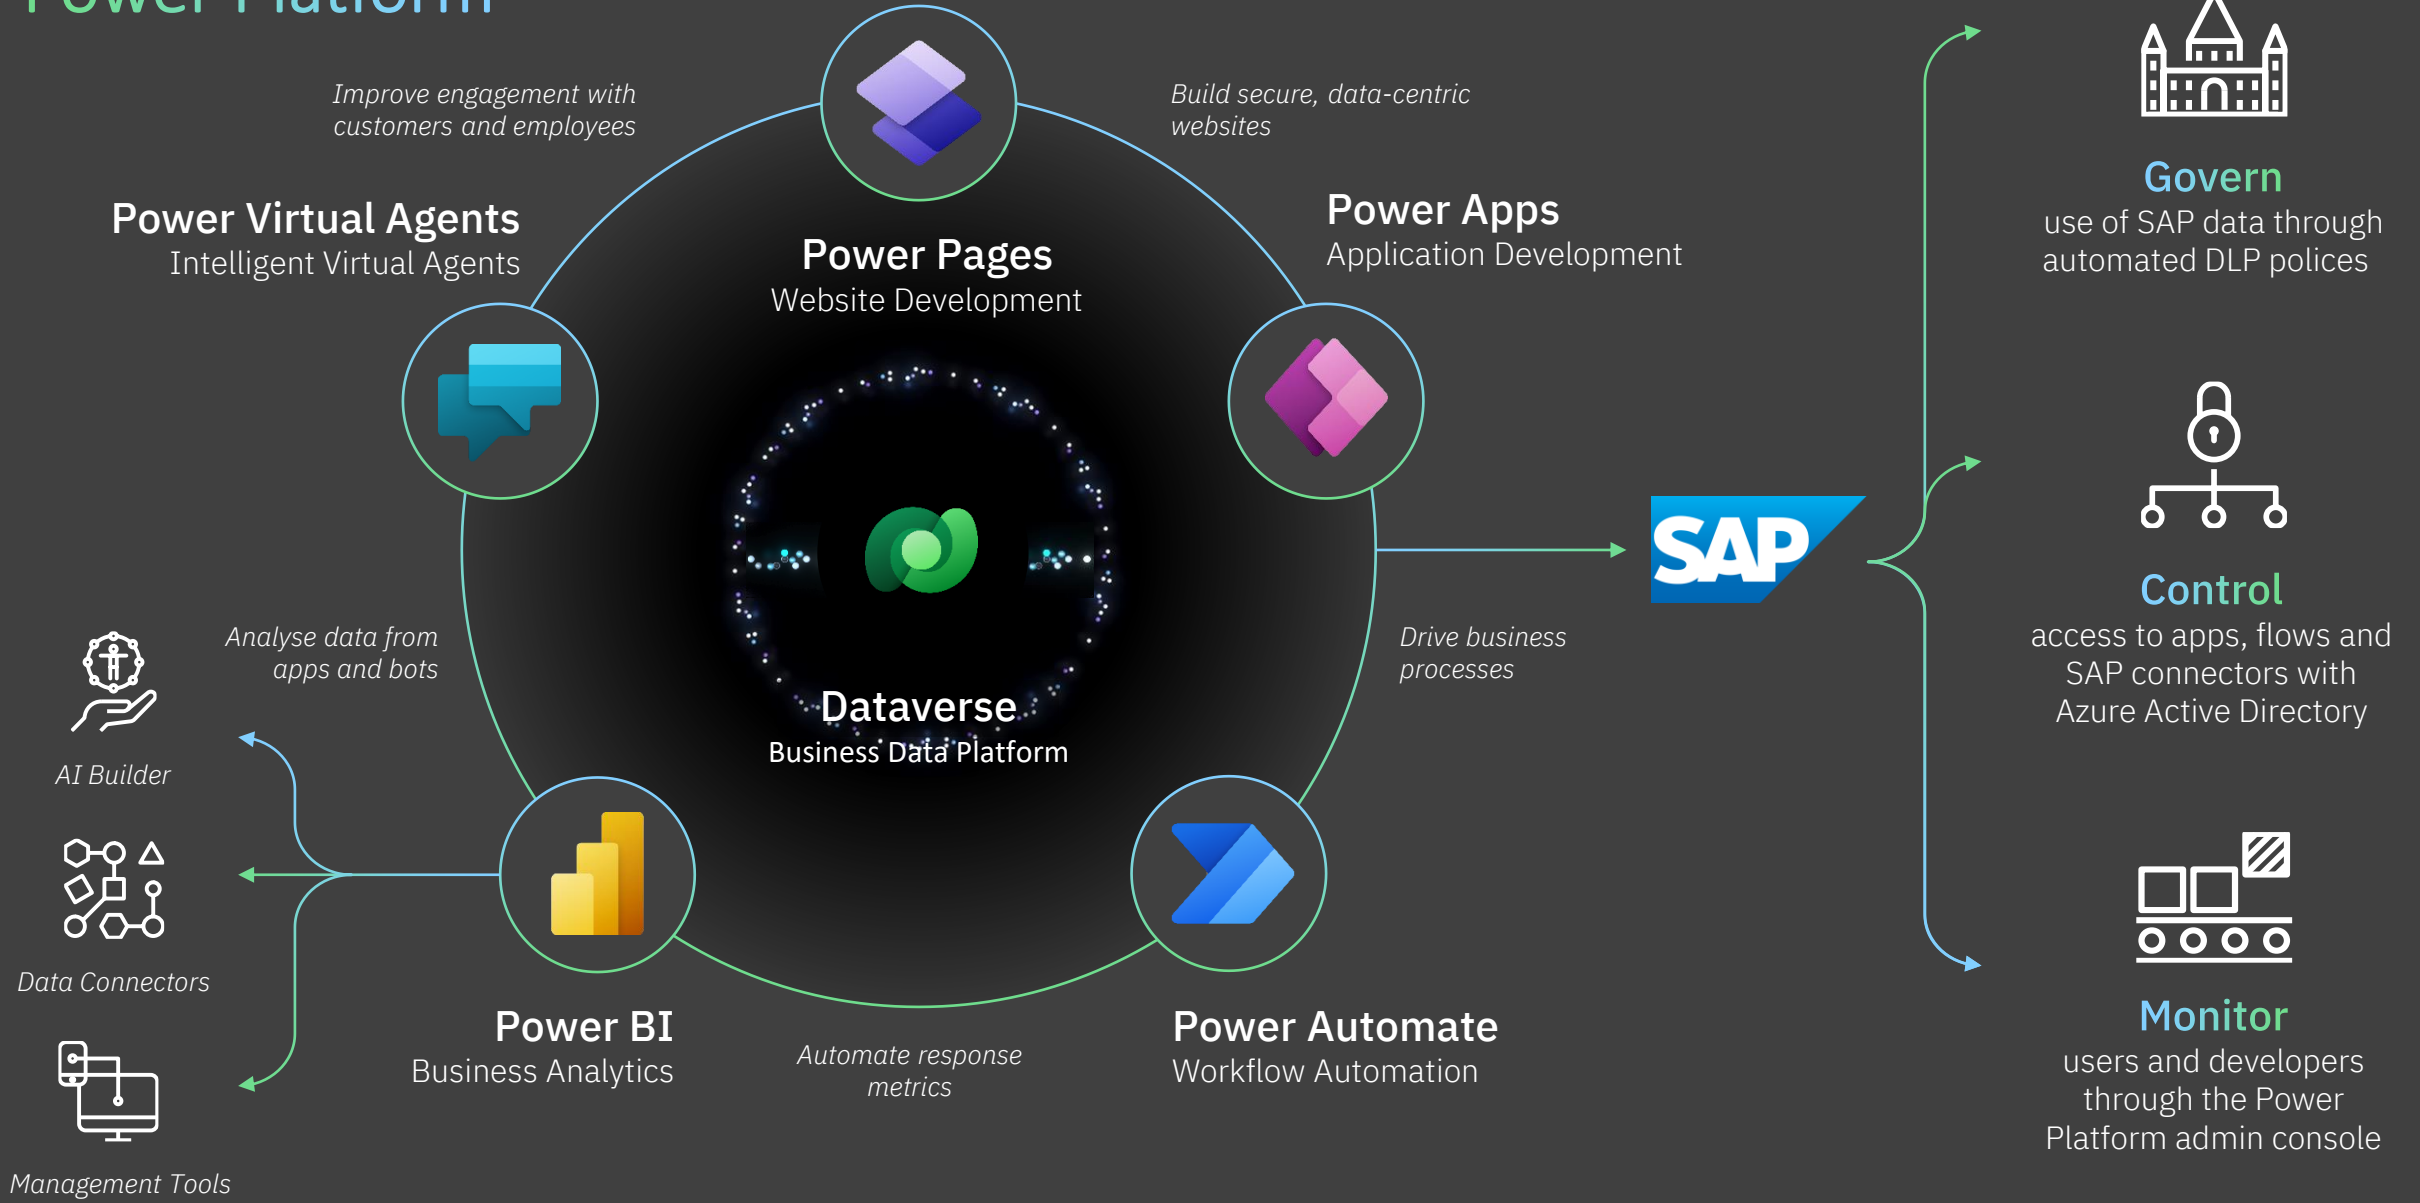 Power Platform
Improve engagement with
customers and employees
Build secure, data-centric
websites
Power Virtual Agents
Intelligent Virtual Agents
Power Pages
Website Development
Power Apps
Application Development
Govern
use of SAP data through
automated DLP polices
SAP
Control
access to apps, flows and
SAP connectors with
Azure Active Directory
Analyse data from
apps and bots
Drive business
processes
Dataverse
Business Data Platform
AI Builder
Data Connectors
Management Tools
Power BI
Business Analytics
Automate response
metrics
Power Automate
Workflow Automation
Monitor
users and developers
through the Power
Platform admin console